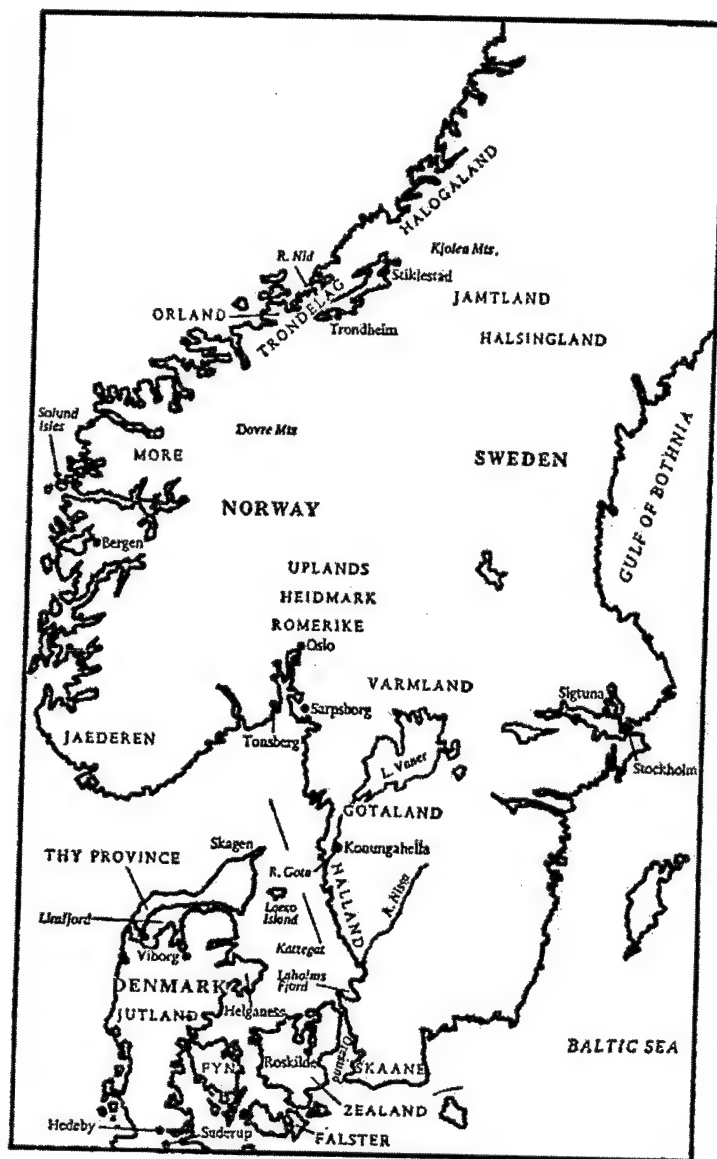 HALOGALAND
Kjolen Mts.
R. Nid
Stiklestad
JAMTLAND
ORLAND
TRONDELAG
Trondheim
HALSINGLAND
Solund
Isles
Dovre Mts
MORE
SWEDEN
GULF OF BOTHNIA
NORWAY
Bergen
UPLANDS
HEIDMARK
ROMERIKE
Oslo
VARMLAND
Sigtuna
Sarpsborg
JAEDEREN
Tonsberg
L. Vaner
Stockholm
GOTALAND
Skagen
Konungahella
THY PROVINCE
R. Gota
HALLAND
R. Nissa
Limfjord
Loeso
Island
Viborg
Kattegat
Laholms
Fjord
DENMARK
Helganess
JUTLAND
Oresund
BALTIC SEA
FYN
Roskilde
SKAANE
ZEALAND
Hedeby
Suderup
FALSTER